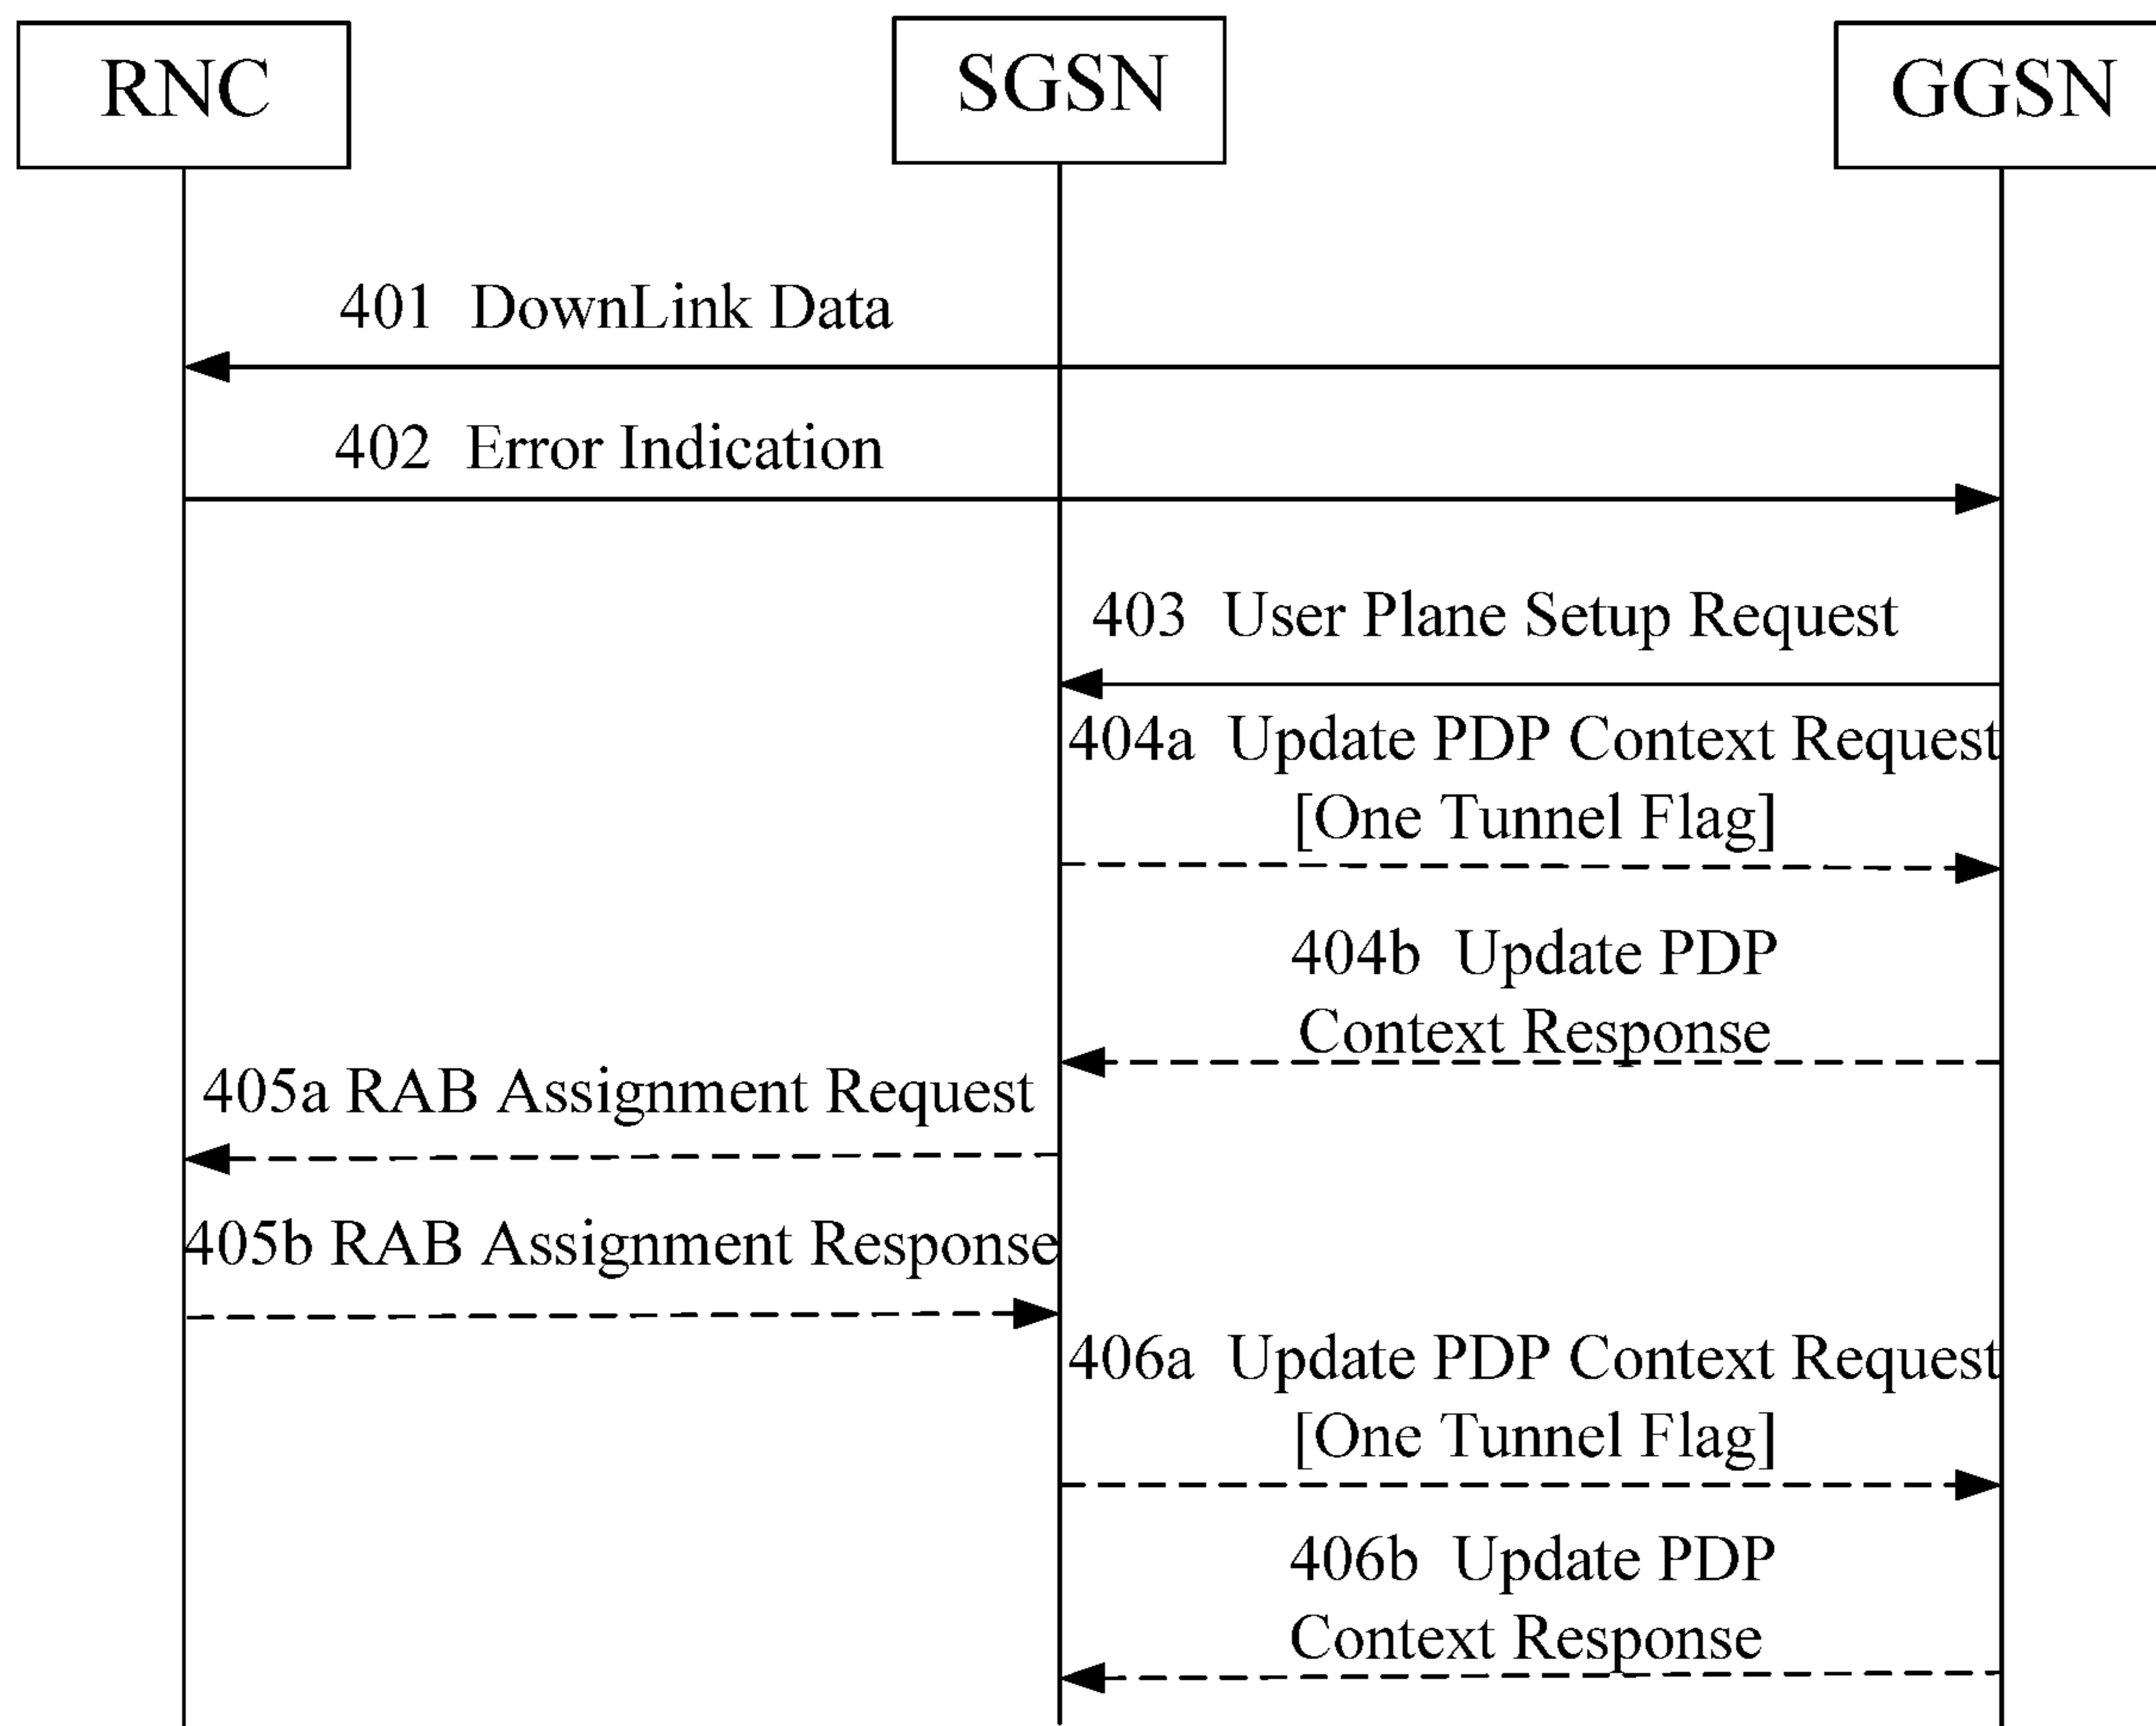 RNC
SGSN
GGSN
401 DownLink Data
402 Error Indication
403 User Plane Setup Request
404a Update PDP Context Request
[One Tunnel Flag]
404b Update PDP
Context Response
405a RAB Assignment Request
405b RAB Assignment Response
406a Update PDP Context Request
[One Tunnel Flag]
406b Update PDP
Context Response